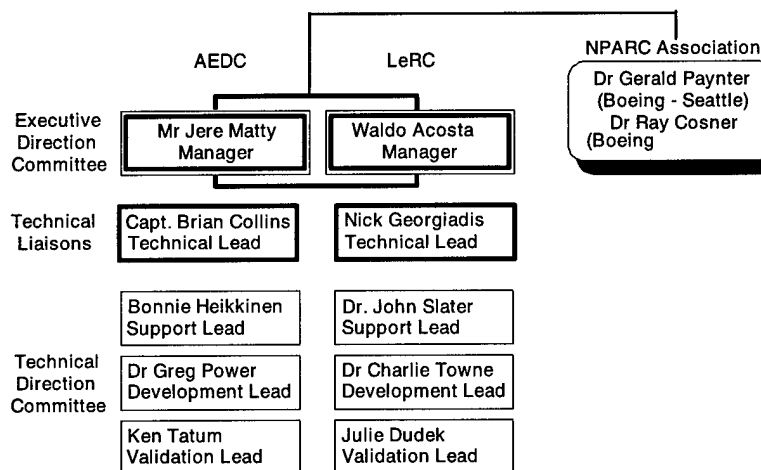 AEDC
LeRC
NPARC Association
Dr Gerald Paynter
(Boeing - Seattle)
Dr Ray Cosner
(Boeing
Executive
Direction
Committee
Mr Jere Matty
Manager
Waldo Acosta
Manager
Technical
Liaisons
Capt. Brian Collins
Technical Lead
Nick Georgiadis
Technical Lead
Technical
Direction
Committee
Bonnie Heikkinen
Support Lead
Dr. John Slater
Support Lead
Dr Greg Power
Development Lead
Dr Charlie Towne
Development Lead
Ken Tatum
Validation Lead
Julie Dudek
Validation Lead